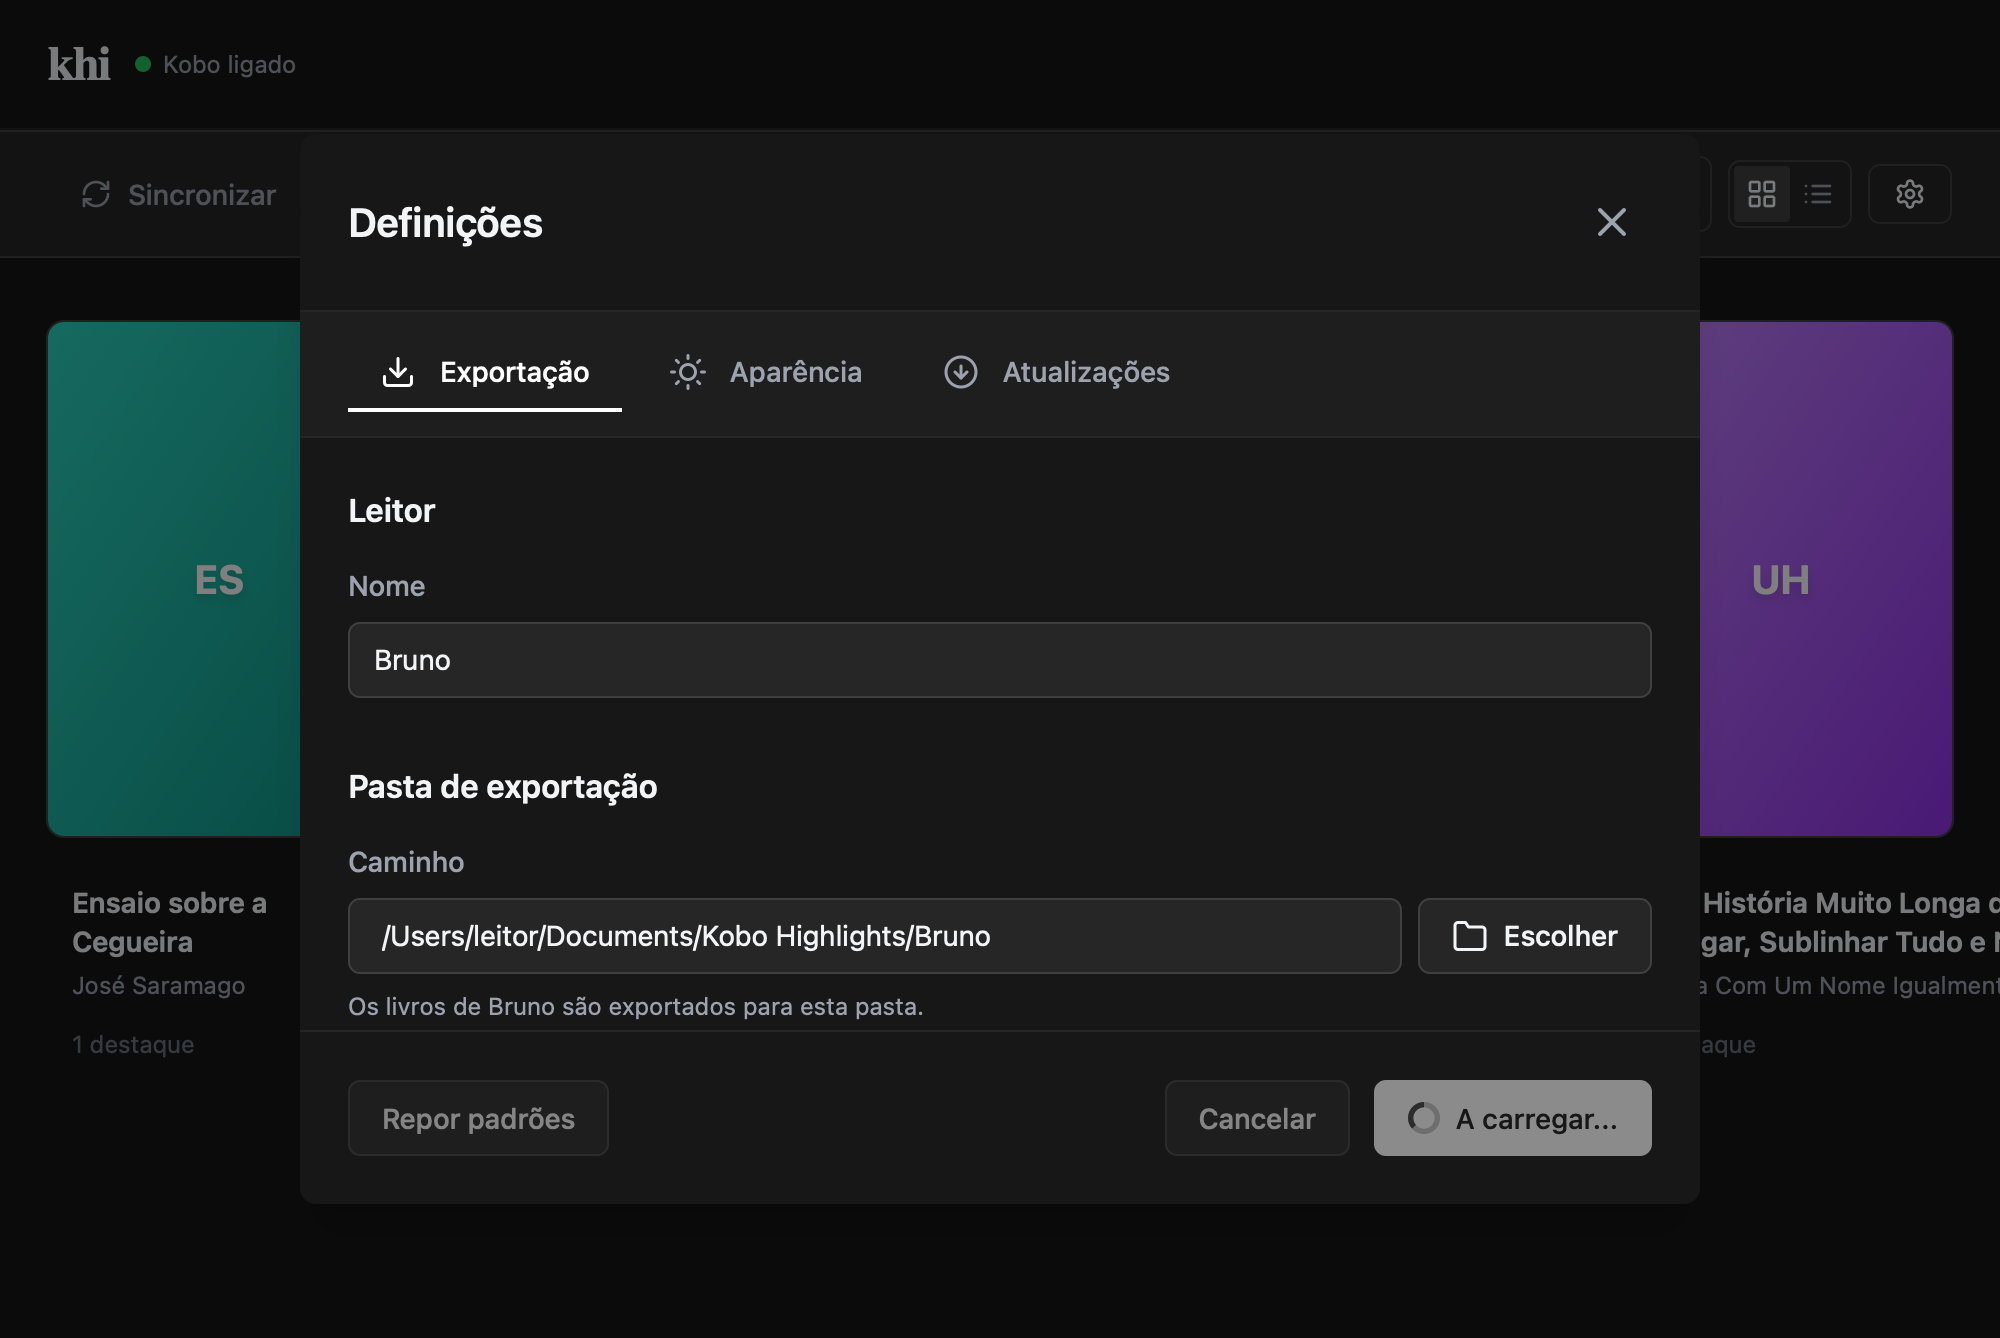 khi
Kobo ligado
Sincronizar
Definições
Exportação
Aparência
Atualizações
Leitor
Nome
Bruno
Pasta de exportação
Caminho
/Users/leitor/Documents/Kobo Highlights/Bruno
Escolher
Os livros de Bruno são exportados para esta pasta.
Repor padrões
Cancelar
A carregar...
ES
Ensaio sobre a
Cegueira
José Saramago
1 destaque
UH
História Muito Longa
gar, Sublinhar Tudo e
a Com Um Nome Igualment
aque